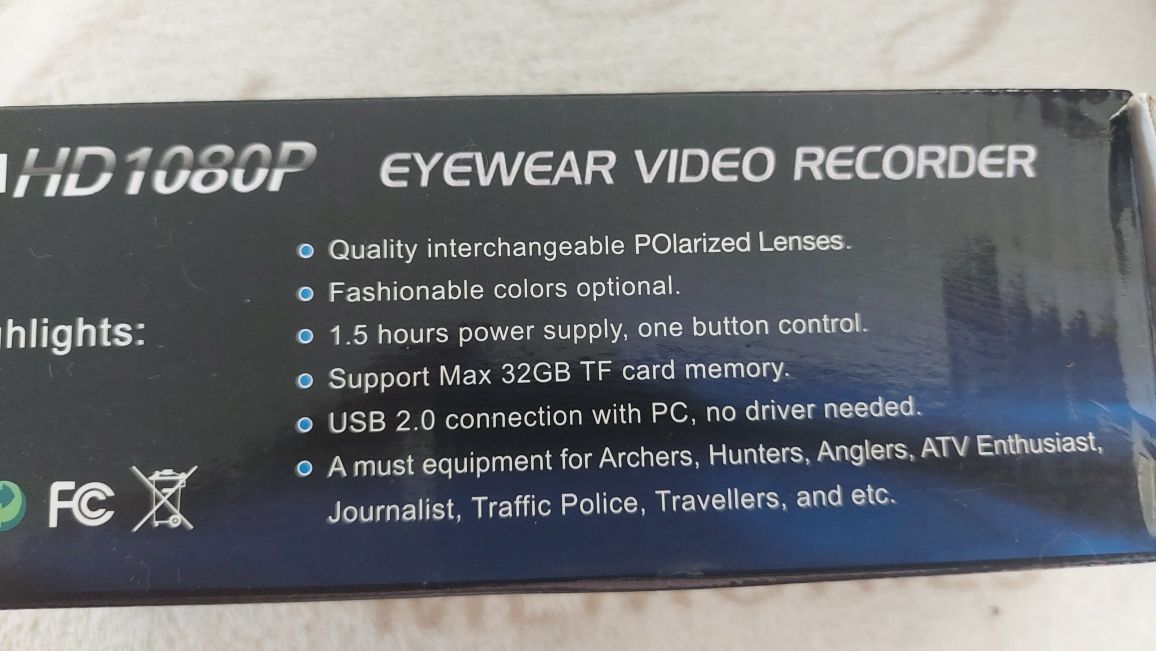 HD 1080P EYEWEAR VIDEO RECORDER
Quality interchangeable POlarized Lenses.
Fashionable colors optional.
hlights:
1.5 hours power supply, one button control.
Support Max 32GB TF card memory.
USB 2.0 connection with PC, no driver needed.
A must equipment for Archers, Hunters, Anglers, ATV Enthusiast,
Journalist, Traffic Police, Travellers, and etc.
FC